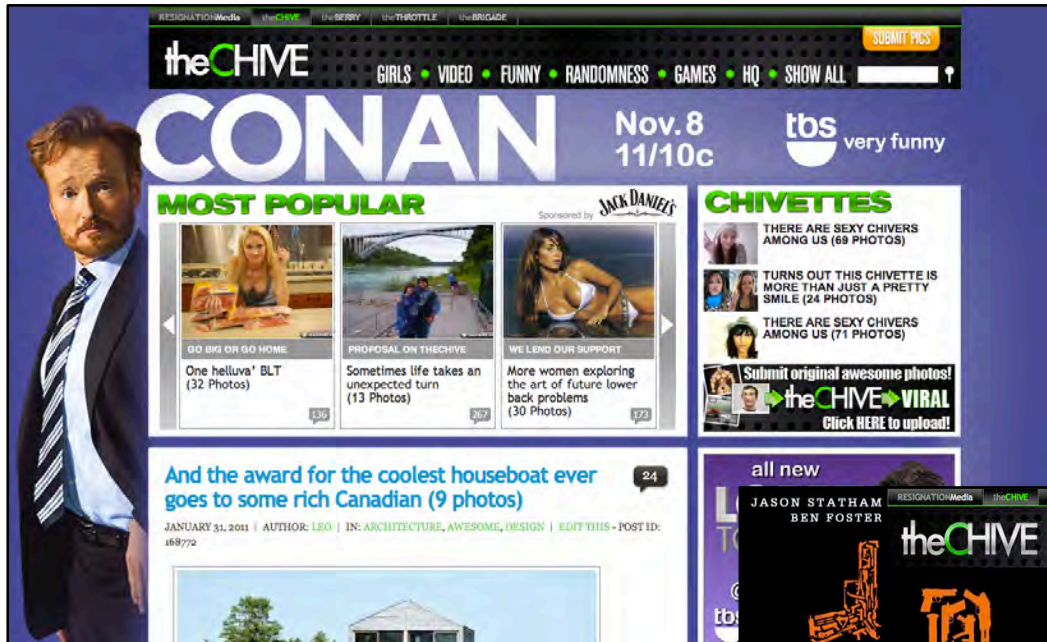 RESIGNATIONMedia theCHIVE theBERRY theTHROTTLE theBRIGADE
SUBMIT PICS
theCHIVE
GIRLS • VIDEO • FUNNY • RANDOMNESS • GAMES • HQ • SHOW ALL
CONAN
Nov. 8
11/10c
tbs
very funny
MOST POPULAR
Sponsored by JACK DANIEL'S
GO BIG OR GO HOME
One helluva' BLT
(32 Photos)
136
PROPOSAL ON THECHIVE
Sometimes life takes an
unexpected turn
(13 Photos)
267
WE LEND OUR SUPPORT
More women exploring
the art of future lower
back problems
(30 Photos)
173
CHIVETTES
THERE ARE SEXY CHIVERS
AMONG US (69 PHOTOS)
TURNS OUT THIS CHIVETTE IS
MORE THAN JUST A PRETTY
SMILE (24 PHOTOS)
THERE ARE SEXY CHIVERS
AMONG US (71 PHOTOS)
Submit original awesome photos!
theCHIVE VIRAL
Click HERE to upload!
And the award for the coolest houseboat ever
goes to some rich Canadian (9 photos)
24
JANUARY 31, 2011 | AUTHOR: LEO | IN: ARCHITECTURE, AWESOME, DESIGN | EDIT THIS - POST ID:
168772
all new
tbs
JASON STATHAM
BEN FOSTER
RESIGNATIONMedia theCHIVE
theCHIVE